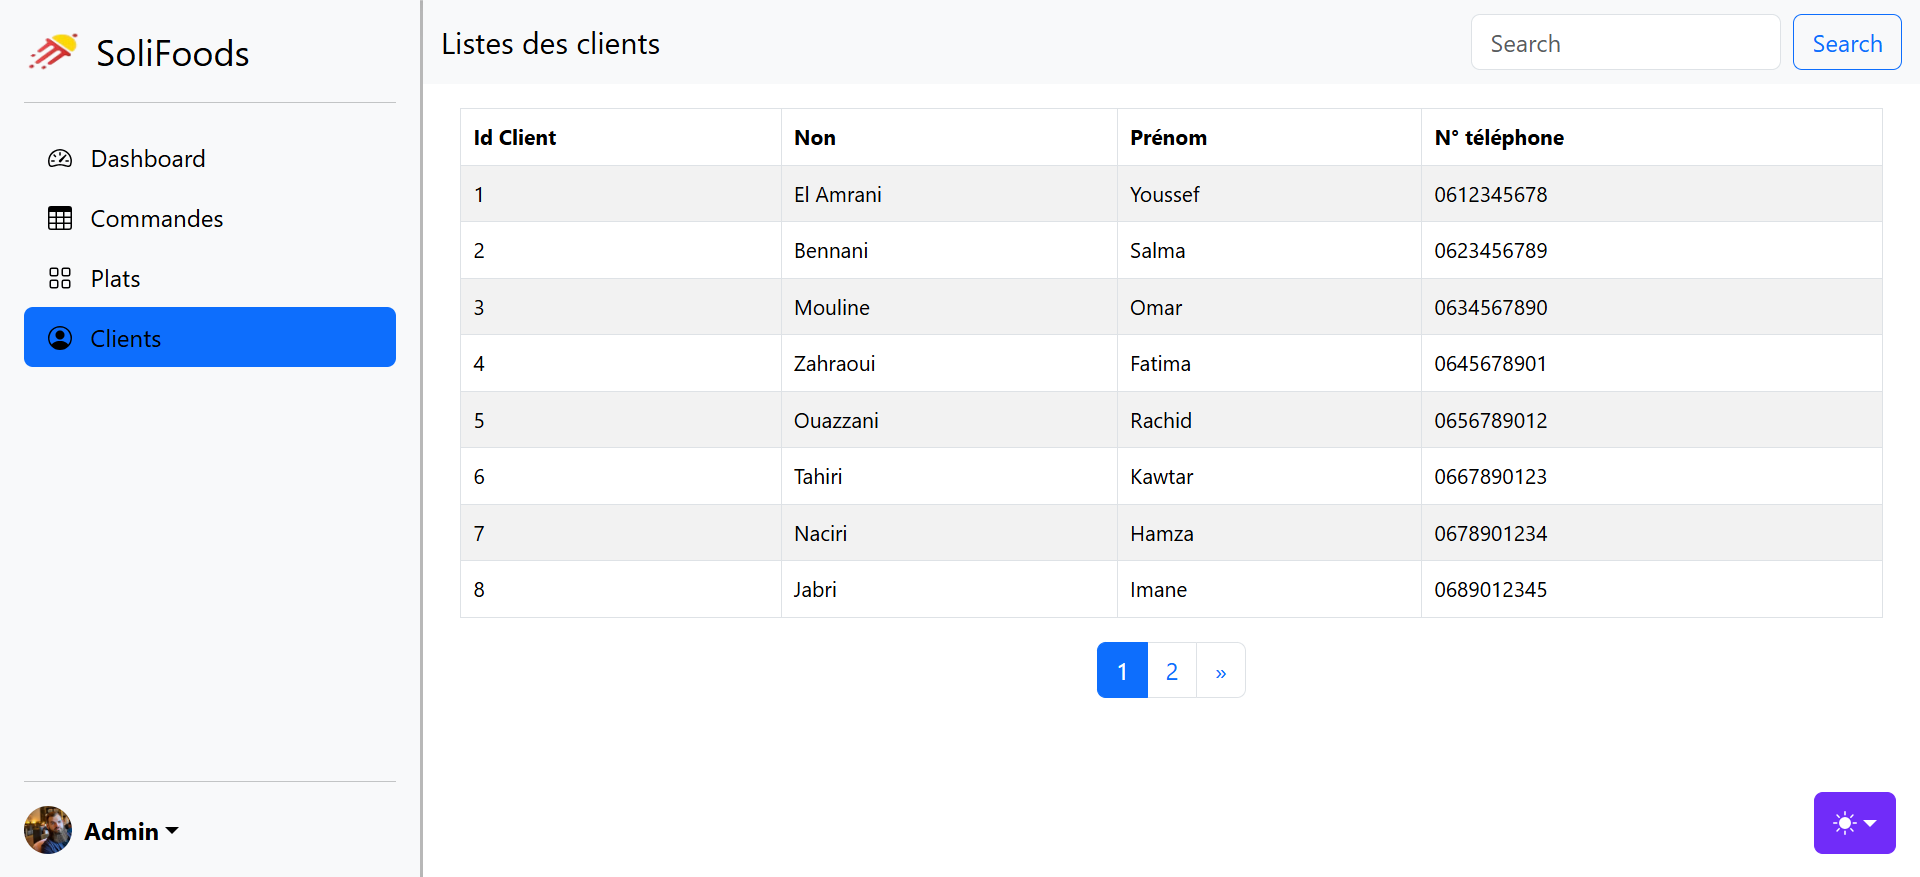 SoliFoods
Dashboard
Commandes
Plats
Clients
Admin
Listes des clients
Search Search
Id Client Non Prénom N° téléphone
1 El Amrani Youssef 0612345678
2 Bennani Salma 0623456789
3 Mouline Omar 0634567890
4 Zahraoui Fatima 0645678901
5 Ouazzani Rachid 0656789012
6 Tahiri Kawtar 0667890123
7 Naciri Hamza 0678901234
8 Jabri Imane 0689012345
1 2 »